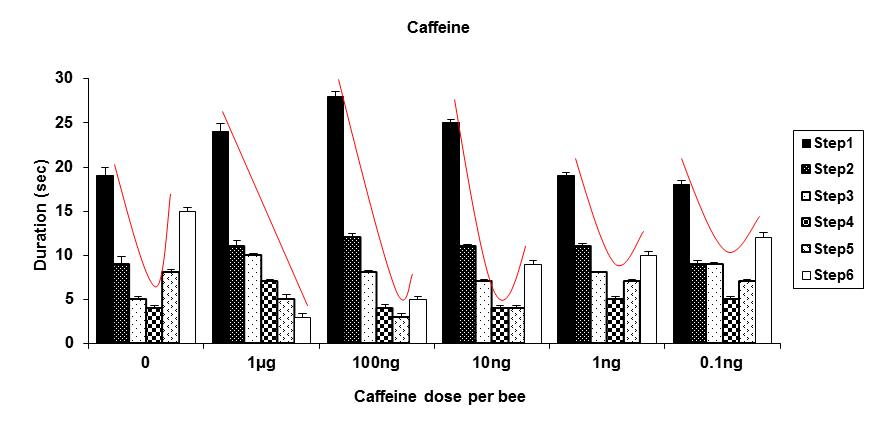 Caffeine
30
25
20
15
10
5
0
Duration (sec)
0 1µg 100ng 10ng 1ng 0.1ng
Caffeine dose per bee
Step1
Step2
Step3
Step4
Step5
Step6